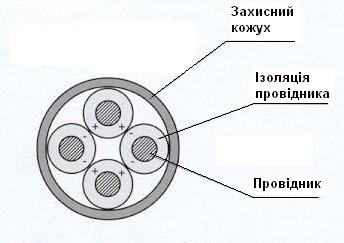 Захисний
кожух
Ізоляція
провідника
Провідник
+ +
- -
- -
+ +